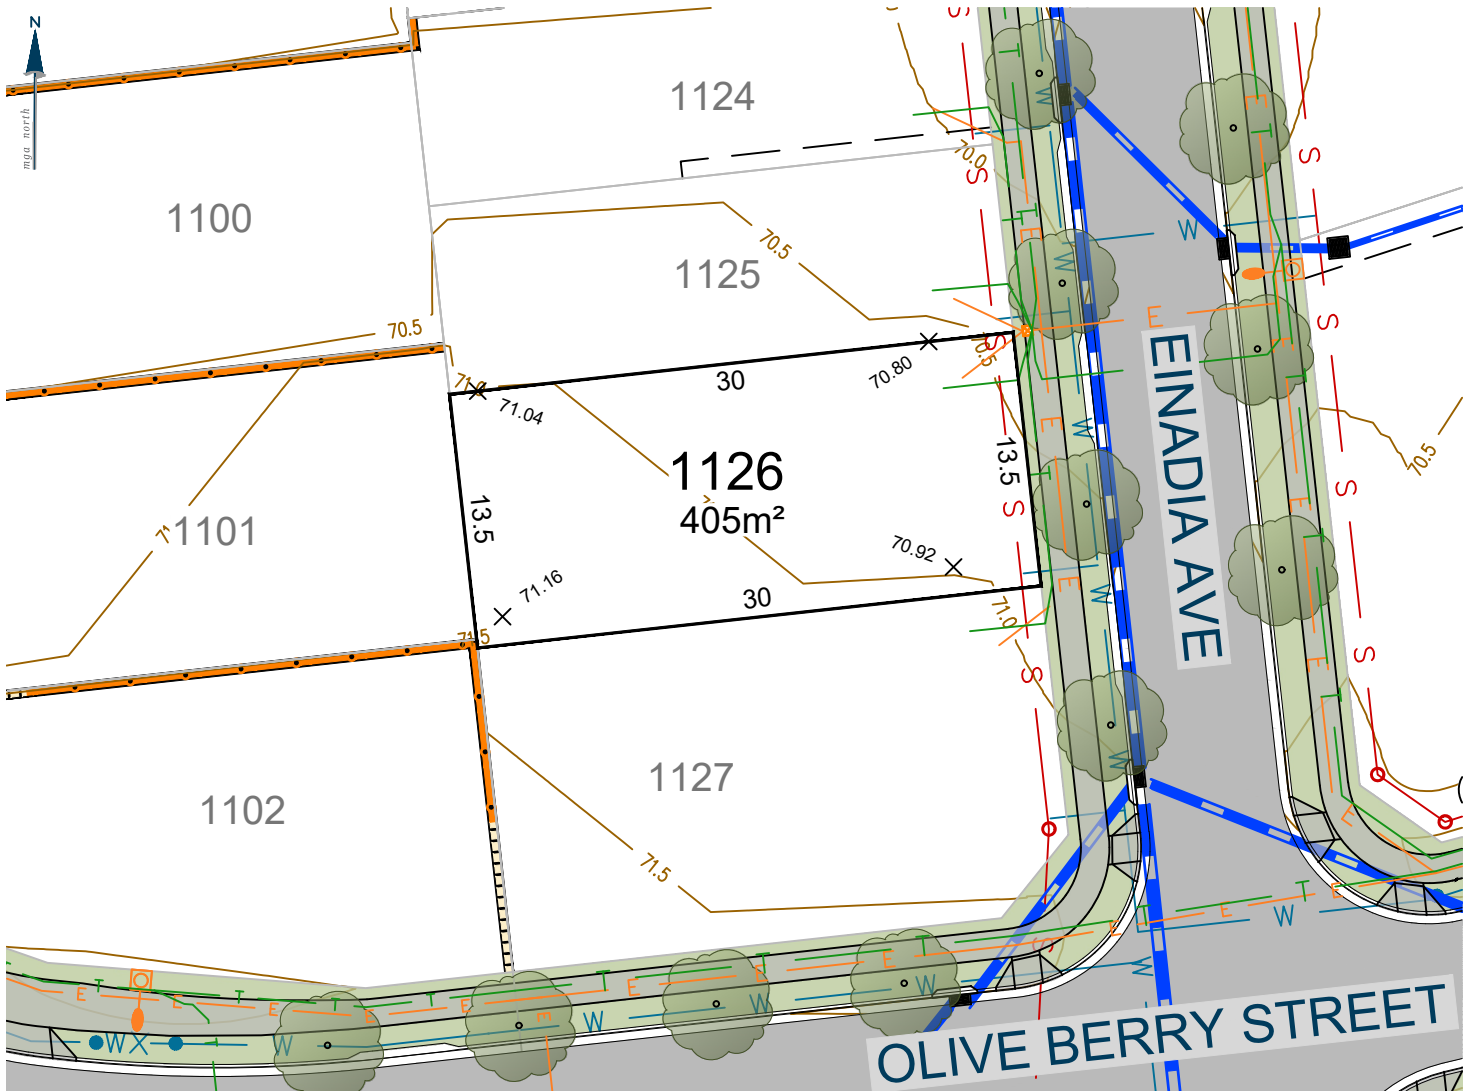 N
mga north
1124
70.0
1100
1125
70.5
70.5
70.5
71.04
30
70.80
1126
405m²
13.5
13.5
EINADIA AVE
1101
71.16
70.92
30
71.0
71.5
70.5
1102
1127
71.5
OLIVE BERRY STREET
S
S
S
S
S
S
S
S
S
S
S
T
T
T
T
T
T
E
E
E
E
E
E
W
W
W
W
W
W
W
W
W
W